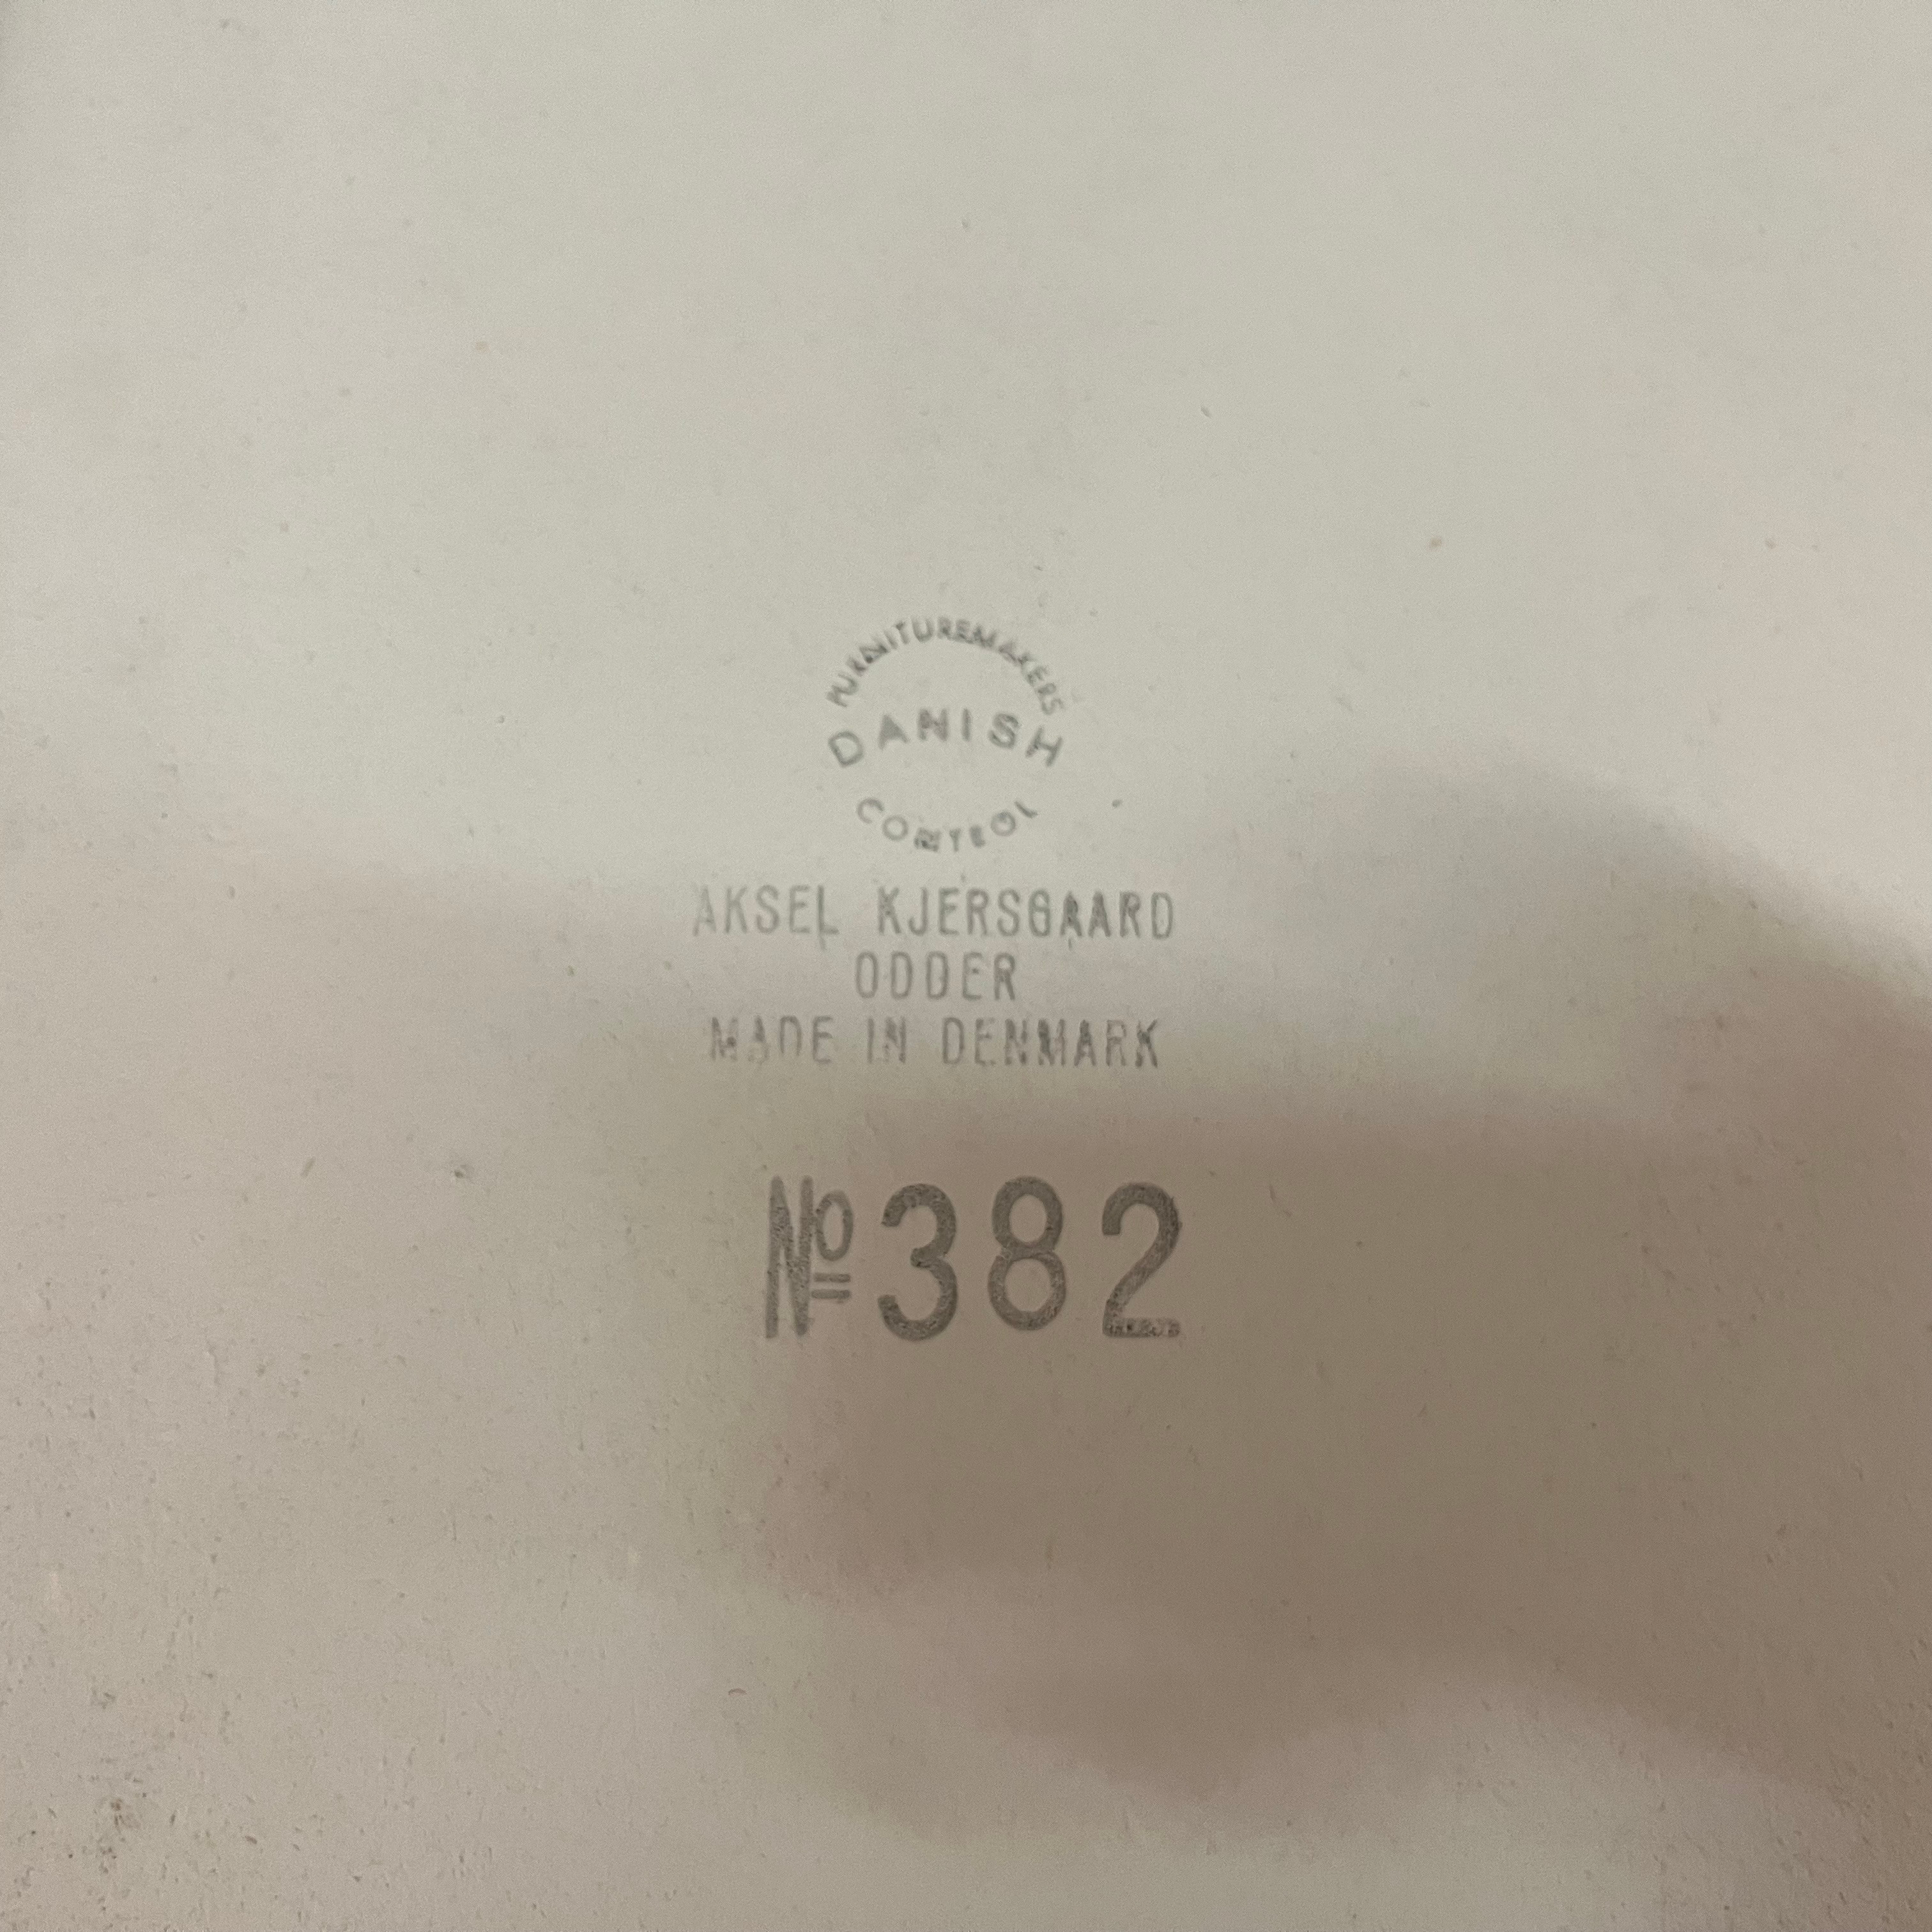 FURNITUREMAKERS
DANISH
CONTROL
AKSEL KJERSGAARD
ODDER
MADE IN DENMARK
№382